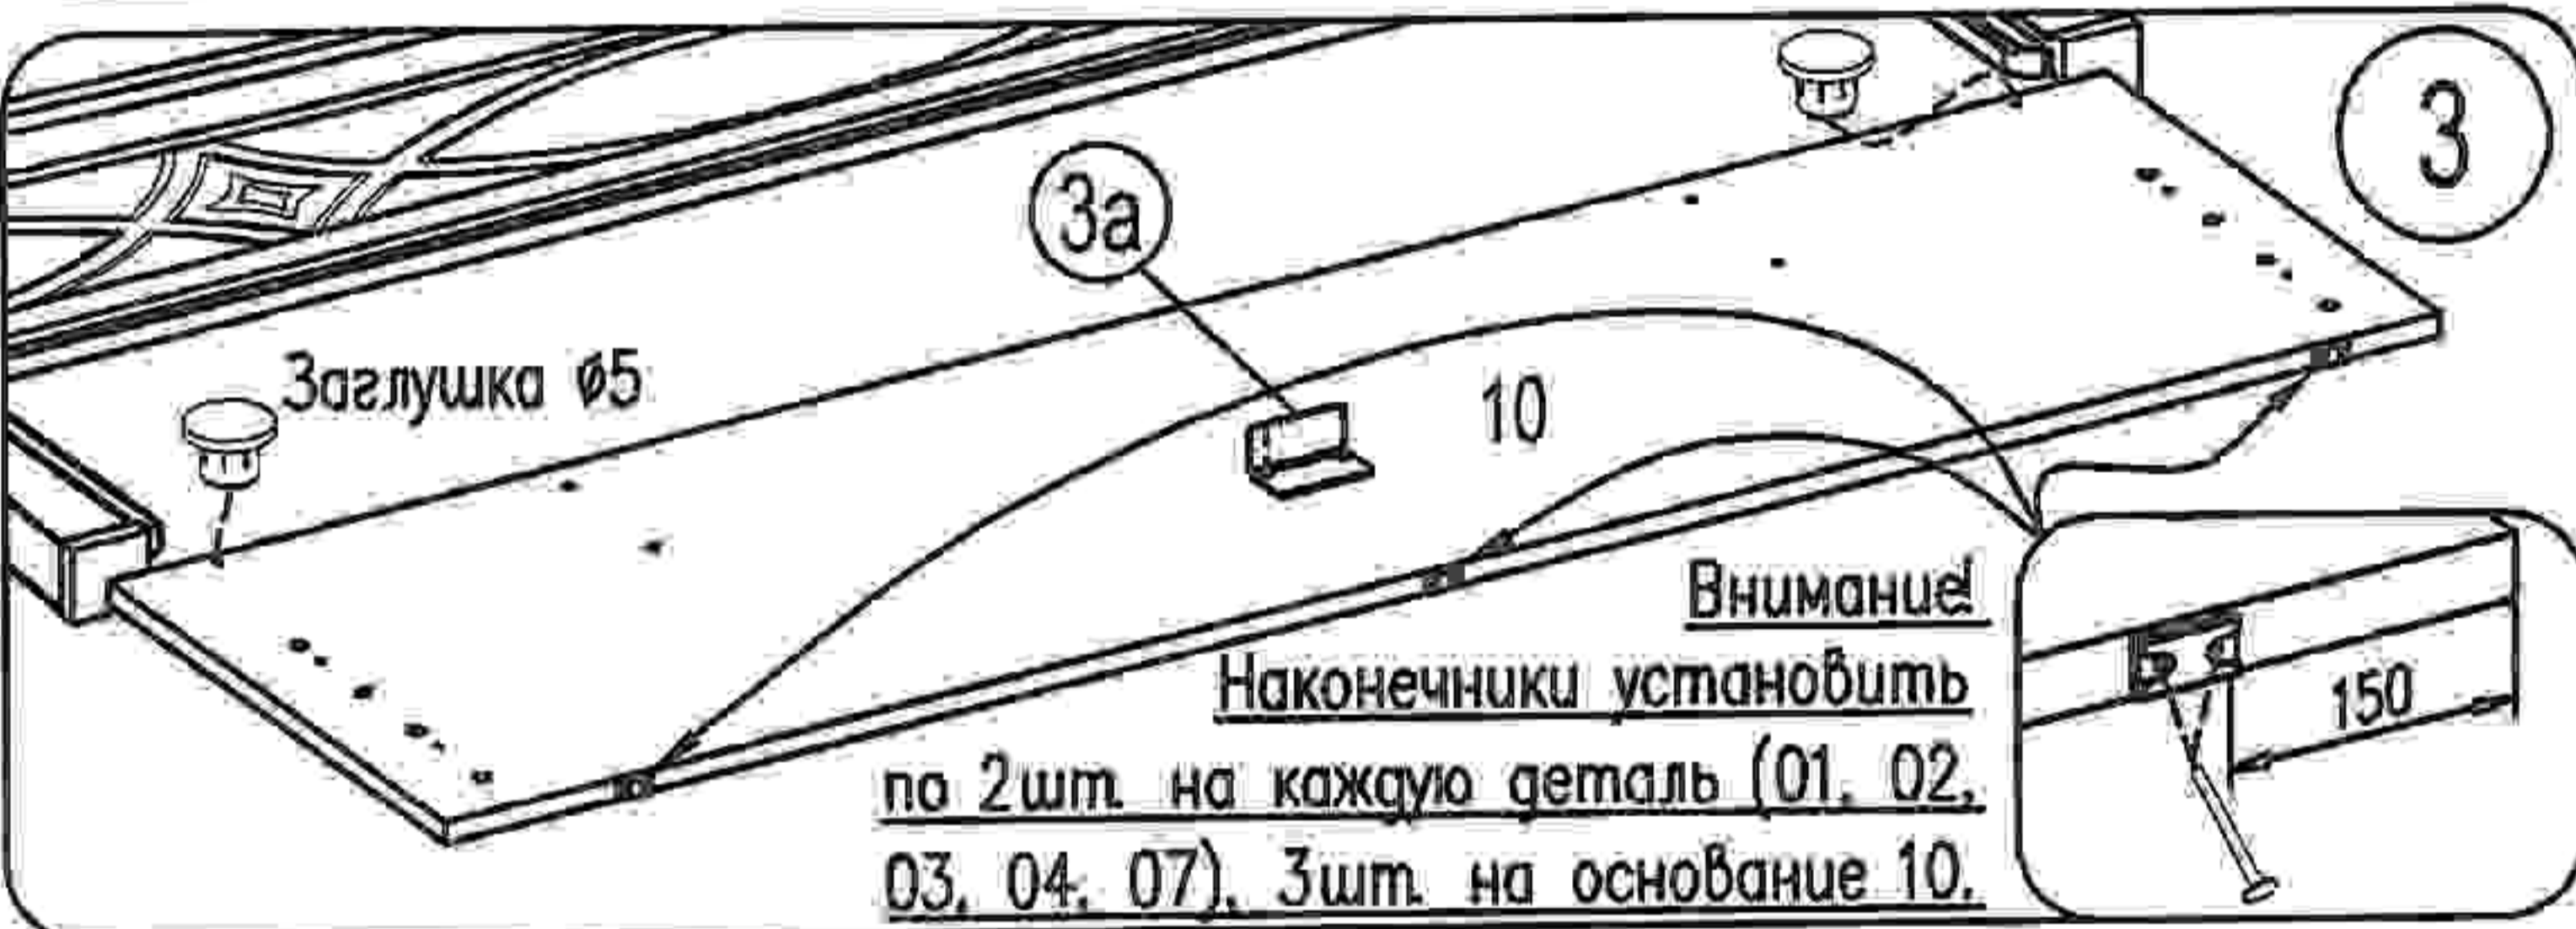 3
3а
Заглушка ø5
10
Внимание!
Наконечники установить
по 2шт. на каждую деталь (01, 02,
03, 04, 07), 3шт. на основание 10.
150